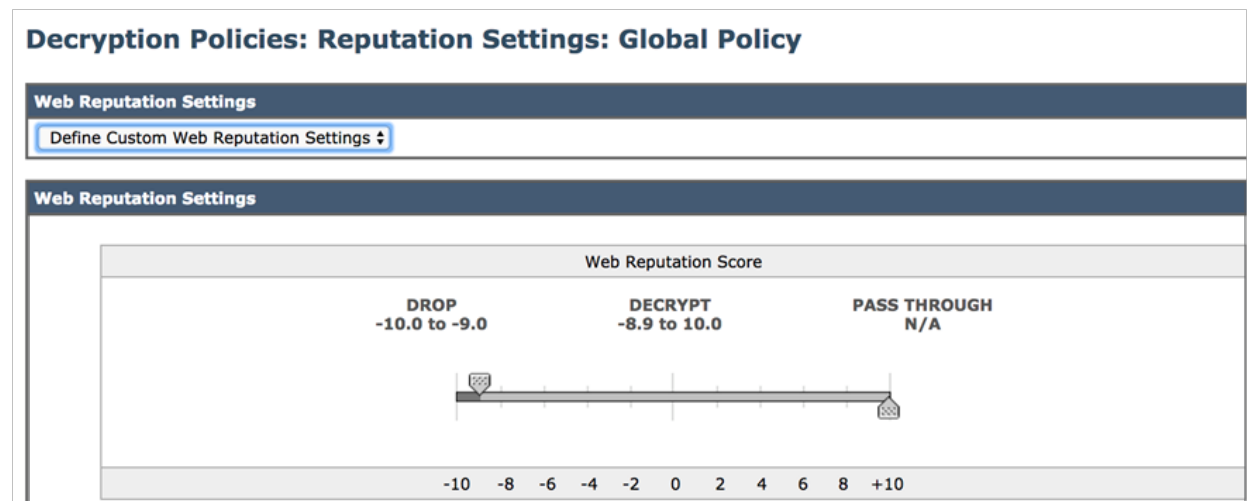 Decryption Policies: Reputation Settings: Global Policy
Web Reputation Settings
Define Custom Web Reputation Settings
Web Reputation Settings
Web Reputation Score
DROP DECRYPT PASS THROUGH
-10.0 to -9.0 -8.9 to 10.0 N/A
-10 -8 -6 -4 -2 0 2 4 6 8 +10